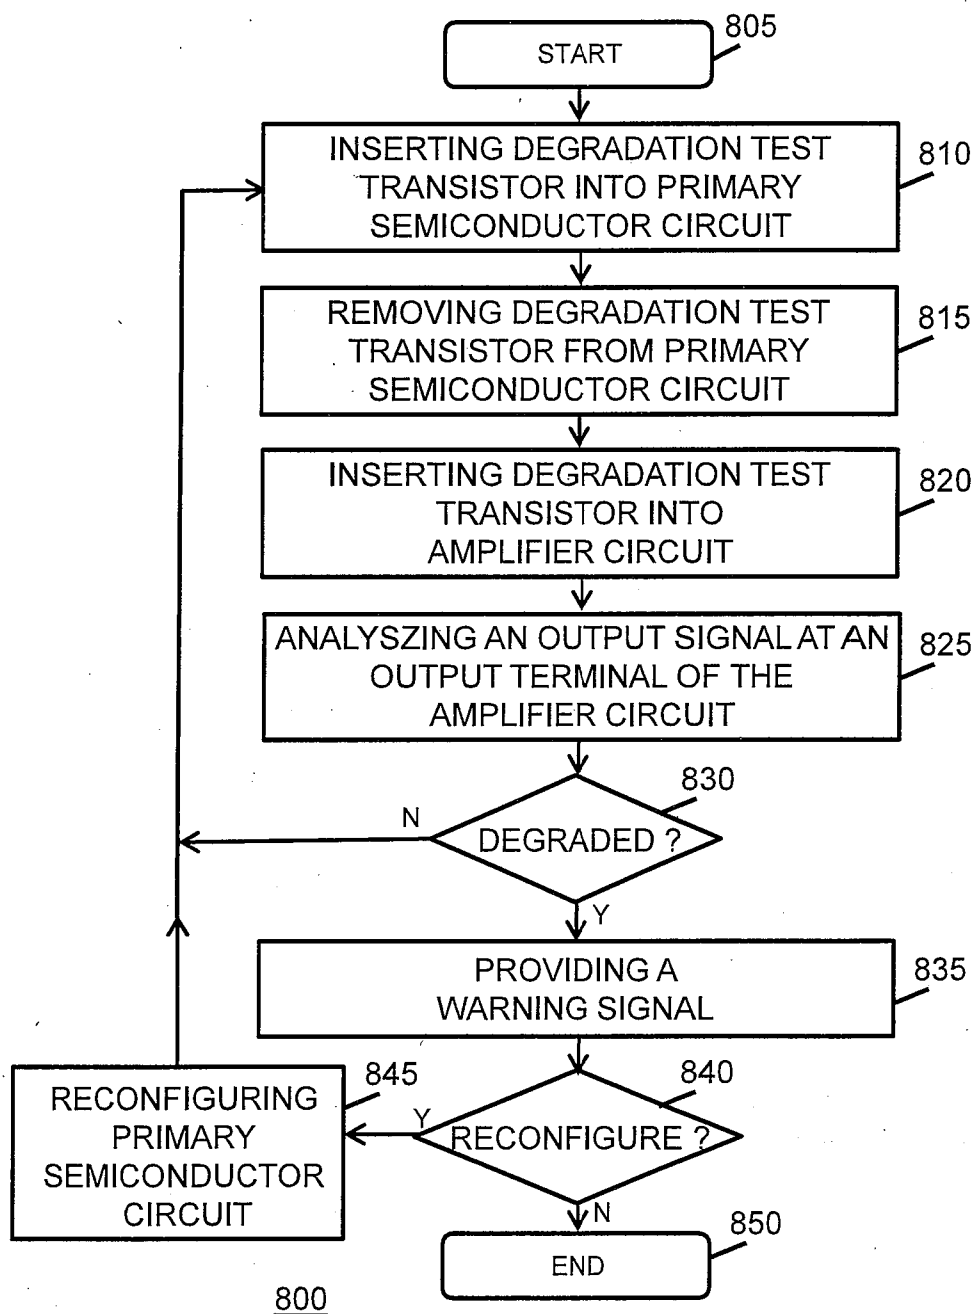 805
START
INSERTING DEGRADATION TEST
TRANSISTOR INTO PRIMARY
SEMICONDUCTOR CIRCUIT
810
REMOVING DEGRADATION TEST
TRANSISTOR FROM PRIMARY
SEMICONDUCTOR CIRCUIT
815
INSERTING DEGRADATION TEST
TRANSISTOR INTO
AMPLIFIER CIRCUIT
820
ANALYSZING AN OUTPUT SIGNAL AT AN
OUTPUT TERMINAL OF THE
AMPLIFIER CIRCUIT
825
830
N
DEGRADED ?
Y
PROVIDING A
WARNING SIGNAL
835
840
RECONFIGURE ?
Y
845
RECONFIGURING
PRIMARY
SEMICONDUCTOR
CIRCUIT
N
850
END
800